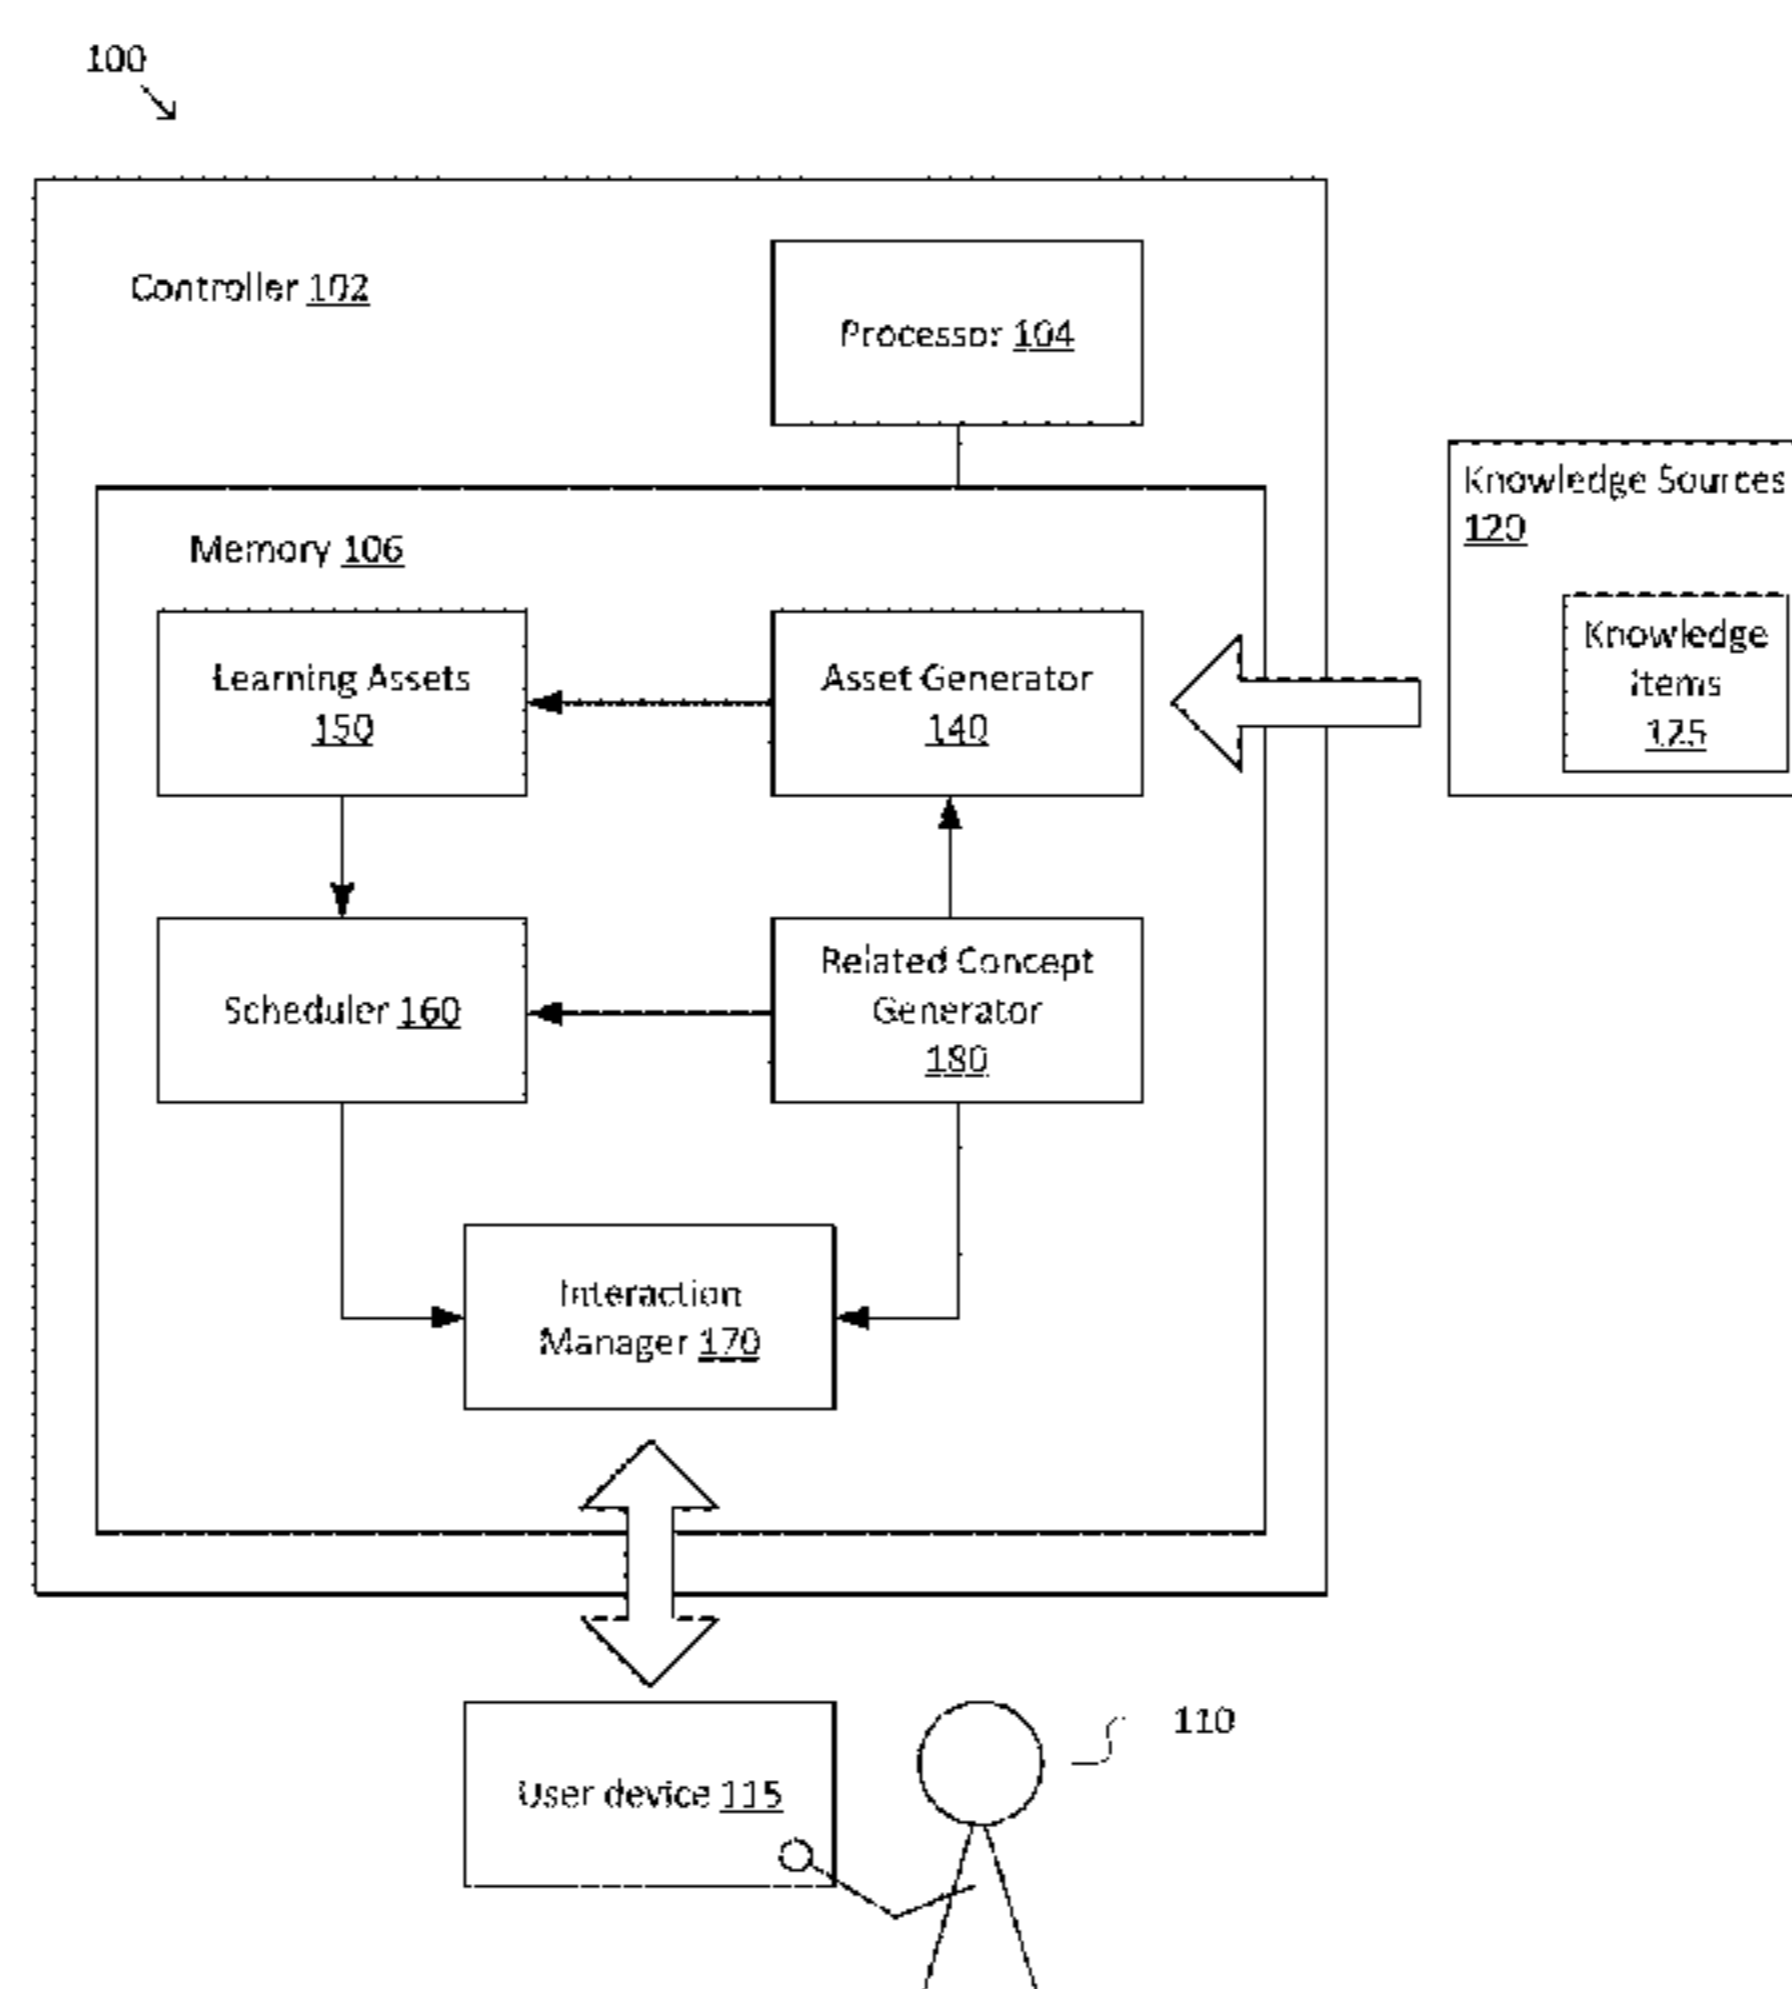 100
Controller 102
Processor 104
Knowledge Sources
120
Knowledge
Items
125
Memory 106
Learning Assets
150
Asset Generator
140
Scheduler 160
Related Concept
Generator
180
Interaction
Manager 170
User device 115
110